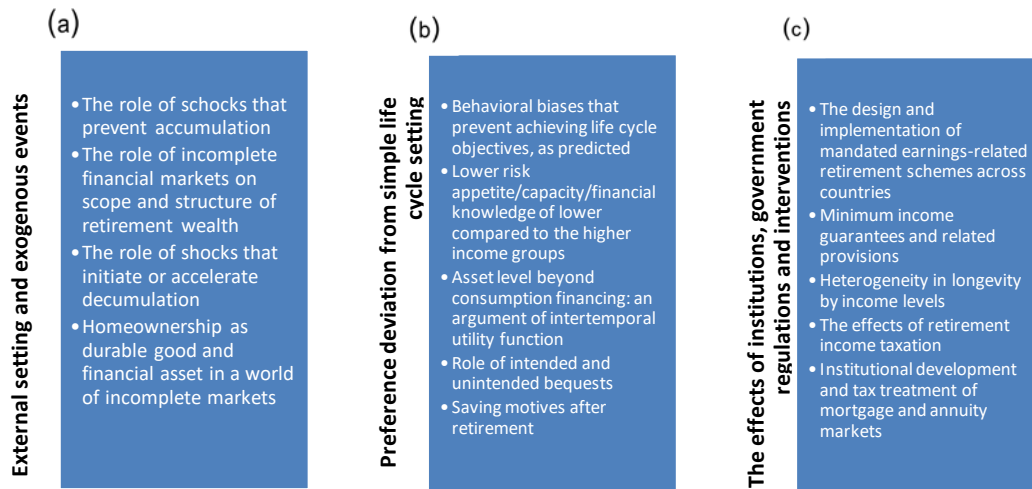 (a)
External setting and exogenous events
•The role of schocks that
prevent accumulation
•The role of incomplete
financial markets on
scope and structure of
retirement wealth
•The role of shocks that
initiate or accelerate
decumulation
•Homeownership as
durable good and
financial asset in a world
of incomplete markets
(b)
Preference deviation from simple life
cycle setting
•Behavioral biases that
prevent achieving life cycle
objectives, as predicted
•Lower risk
appetite/capacity/financial
knowledge of lower
compared to the higher
income groups
•Asset level beyond
consumption financing: an
argument of intertemporal
utility function
•Role of intended and
unintended bequests
•Saving motives after
retirement
(c)
The effects of institutions, government
regulations and interventions
•The design and
implementation of
mandated earnings-related
retirement schemes across
countries
•Minimum income
guarantees and related
provisions
•Heterogeneity in longevity
by income levels
•The effects of retirement
income taxation
•Institutional development
and tax treatment of
mortgage and annuity
markets